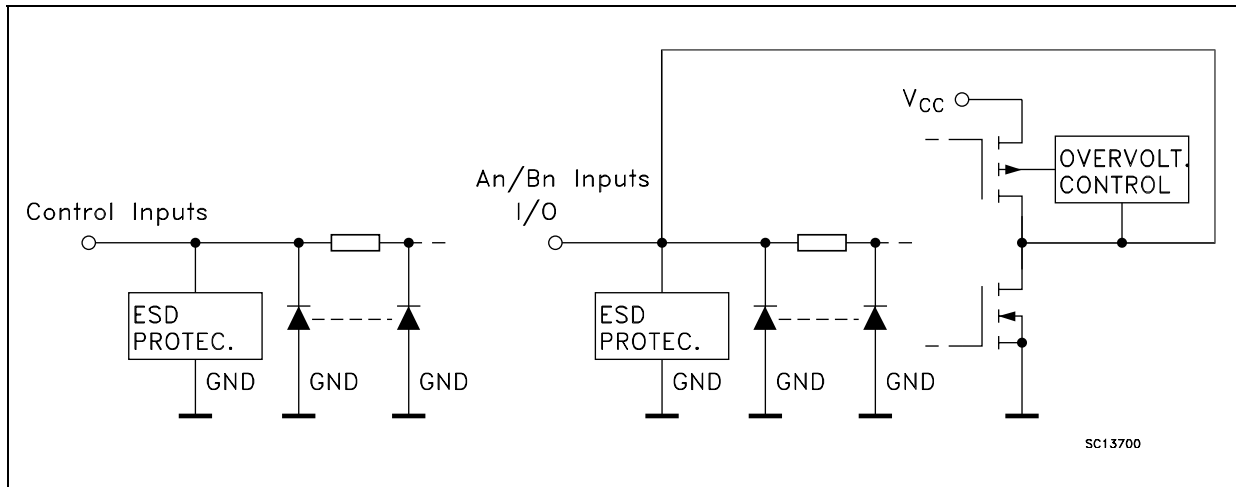 Control Inputs
ESD
PROTEC.
GND
GND
GND
An/Bn Inputs
I/O
ESD
PROTEC.
GND
GND
GND
VCC
OVERVOLT.
CONTROL
SC13700